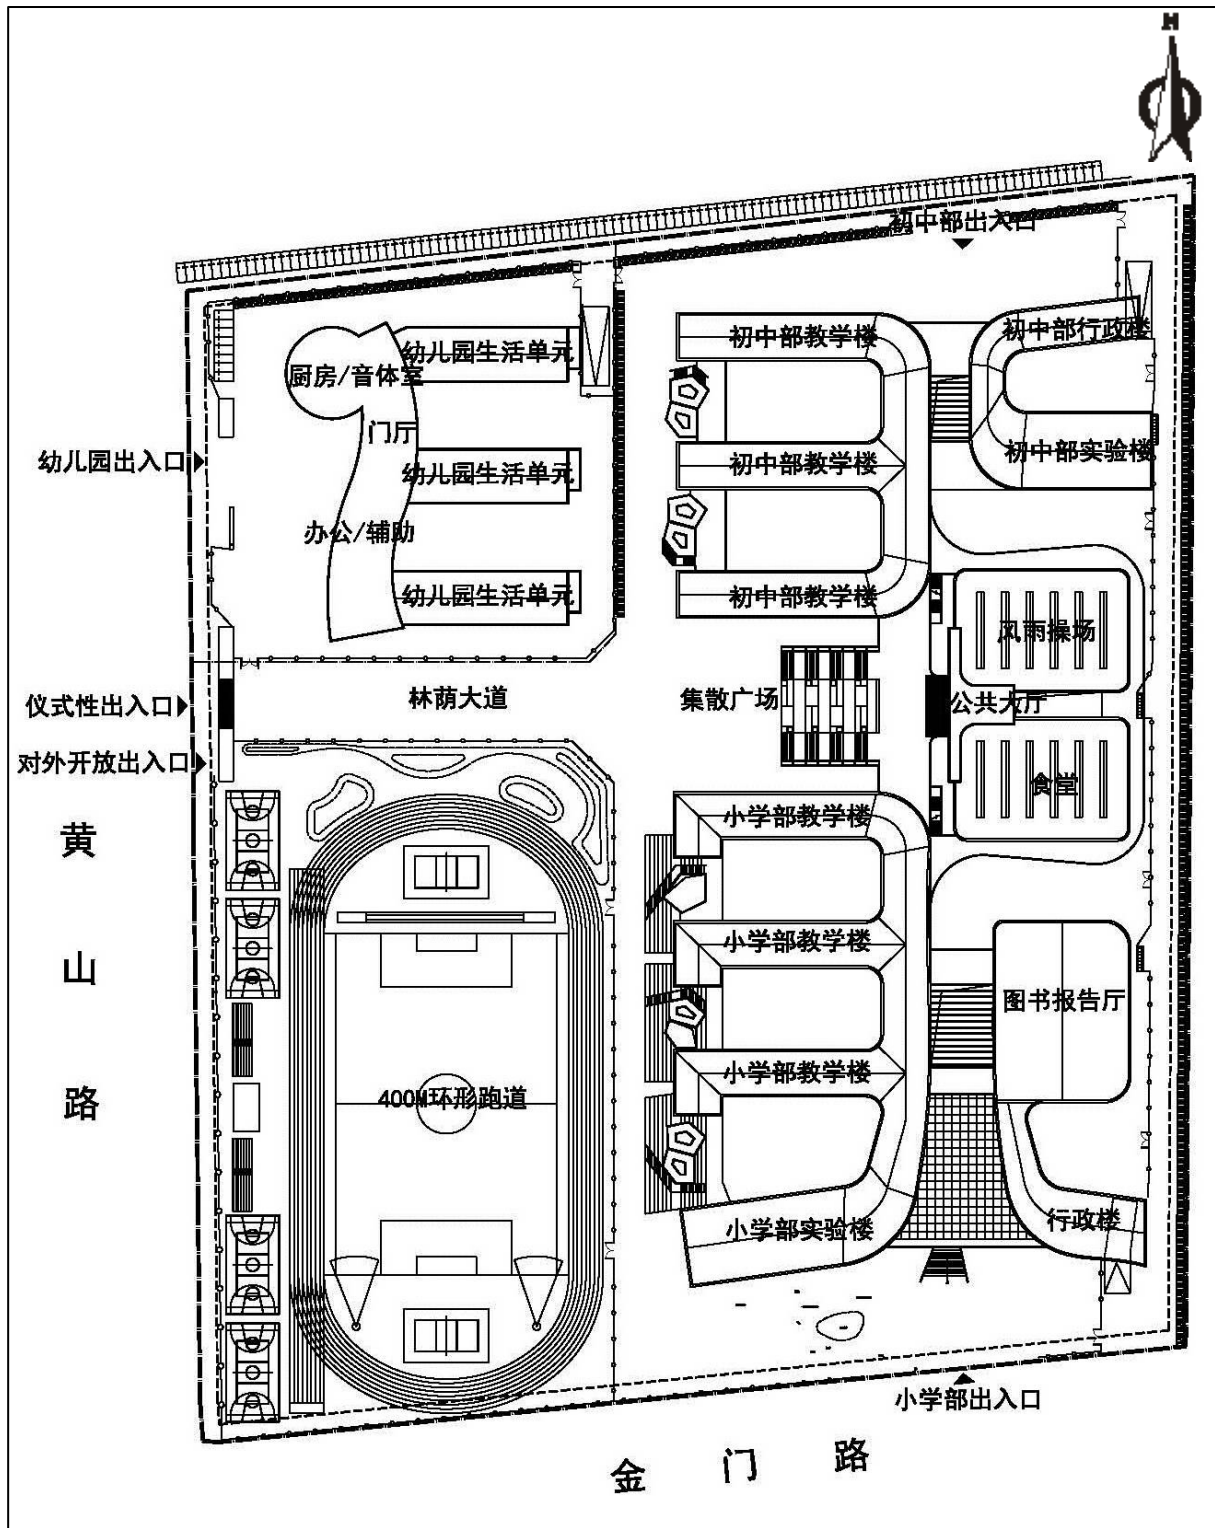 N
初中部出入口
初中部教学楼
初中部行政楼
幼儿园生活单元
厨房/音体室
门厅
幼儿园出入口
幼儿园生活单元
初中部教学楼
初中部实验楼
办公/辅助
幼儿园生活单元
初中部教学楼
风雨操场
仪式性出入口
林荫大道
集散广场
公共大厅
对外开放出入口
食堂
小学部教学楼
小学部教学楼
图书报告厅
小学部教学楼
400M环形跑道
小学部实验楼
行政楼
小学部出入口
黄山路
金门路